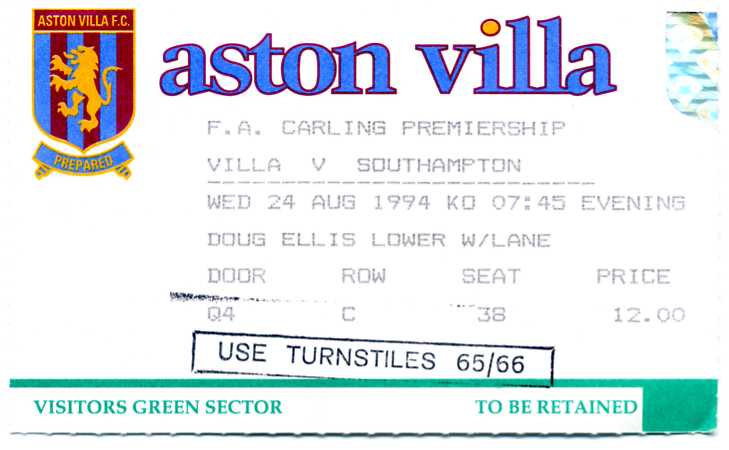 ASTON VILLA F.C.
PREPARED
aston villa
F.A. CARLING PREMIERSHIP
VILLA V SOUTHAMPTON
WED 24 AUG 1994 KO 07:45 EVENING
DOUG ELLIS LOWER W/LANE
DOOR ROW SEAT PRICE
Q4 C 38 12.00
USE TURNSTILES 65/66
VISITORS GREEN SECTOR TO BE RETAINED